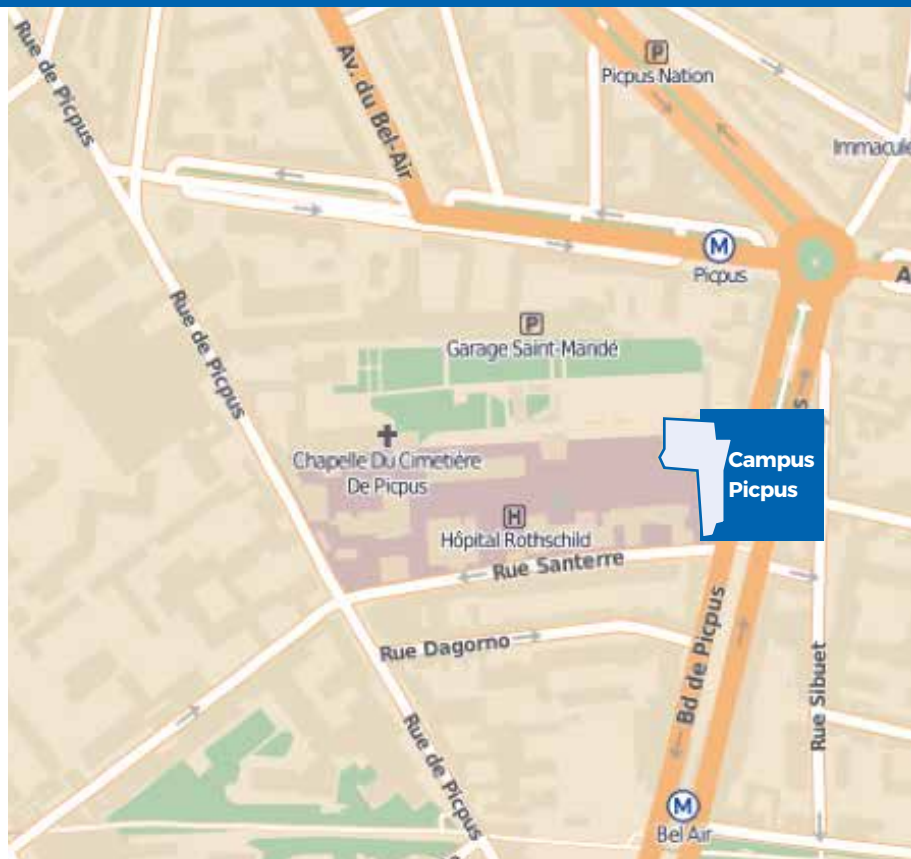 Rue de Picpus
Av. du Bel-Air
P
Picpus Nation
Immacule
M
Picpus
A
Rue de Picpus
P
Garage Saint-Mandé
s
Chapelle Du Cimetière
De Picpus
Campus
Picpus
H
Hôpital Rothschild
Rue Santerre
Rue Dagorno
Bd de Picpus
Rue Sibuet
Rue de Picpus
M
Bel Air